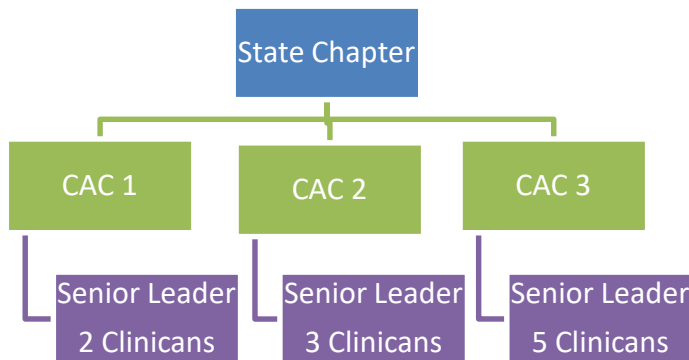 State Chapter
CAC 1
CAC 2
CAC 3
Senior Leader
2 Clinicans
Senior Leader
3 Clinicans
Senior Leader
5 Clinicans